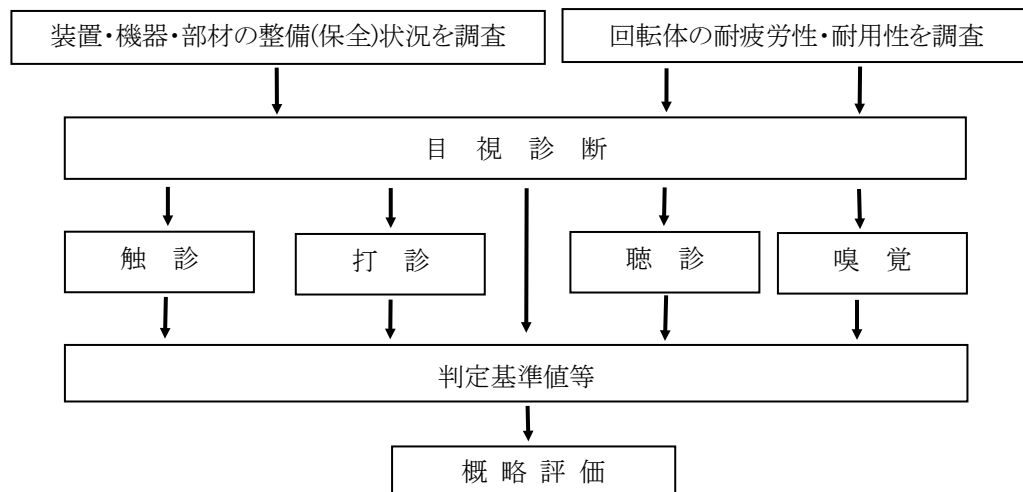 装置・機器・部材の整備(保全)状況を調査
回転体の耐疲労性・耐用性を調査
目 視 診 断
触 診
打 診
聴 診
嗅 覚
判定基準値等
概 略 評 価